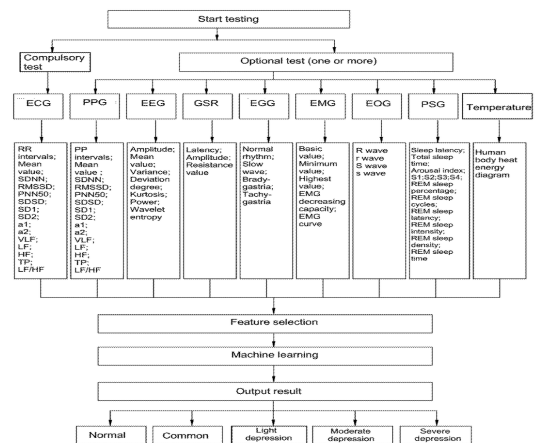 Start testing
Compulsory
test
Optional test (one or more)
ECG
PPG
EEG
GSR
EGG
EMG
EOG
PSG
Temperature
RR
intervals;
Mean
value;
SDNN;
RMSSD;
PNN50;
SDSD;
SD1;
SD2;
a1;
a2;
VLF;
LF;
HF;
TP;
LF/HF
PP
intervals;
Mean
value ;
SDNN;
RMSSD;
PNN50;
SDSD;
SD1;
SD2;
a1;
a2;
VLF;
LF;
HF;
TP;
LF/HF
Amplitude;
Mean
value;
Variance;
Deviation
degree;
Kurtosis;
Power;
Wavelet
entropy
Latency;
Amplitude;
Resistance
value
Normal
rhythm;
Slow
wave;
Brady-
gastria;
Tachy-
gastria
Basic
value;
Minimum
value;
Highest
value;
EMG
decreasing
capacity;
EMG
curve
R wave
r wave
S wave
s wave
Sleep latency;
Total sleep
time;
Arousal index;
S1;S2;S3;S4;
REM sleep
percentage;
REM sleep
cycles;
REM sleep
latency;
REM sleep
intensity;
REM sleep
density;
REM sleep
time
Human
body heat
energy
diagram
Feature selection
Machine learning
Output result
Normal
Common
Light
depression
Moderate
depression
Severe
depression